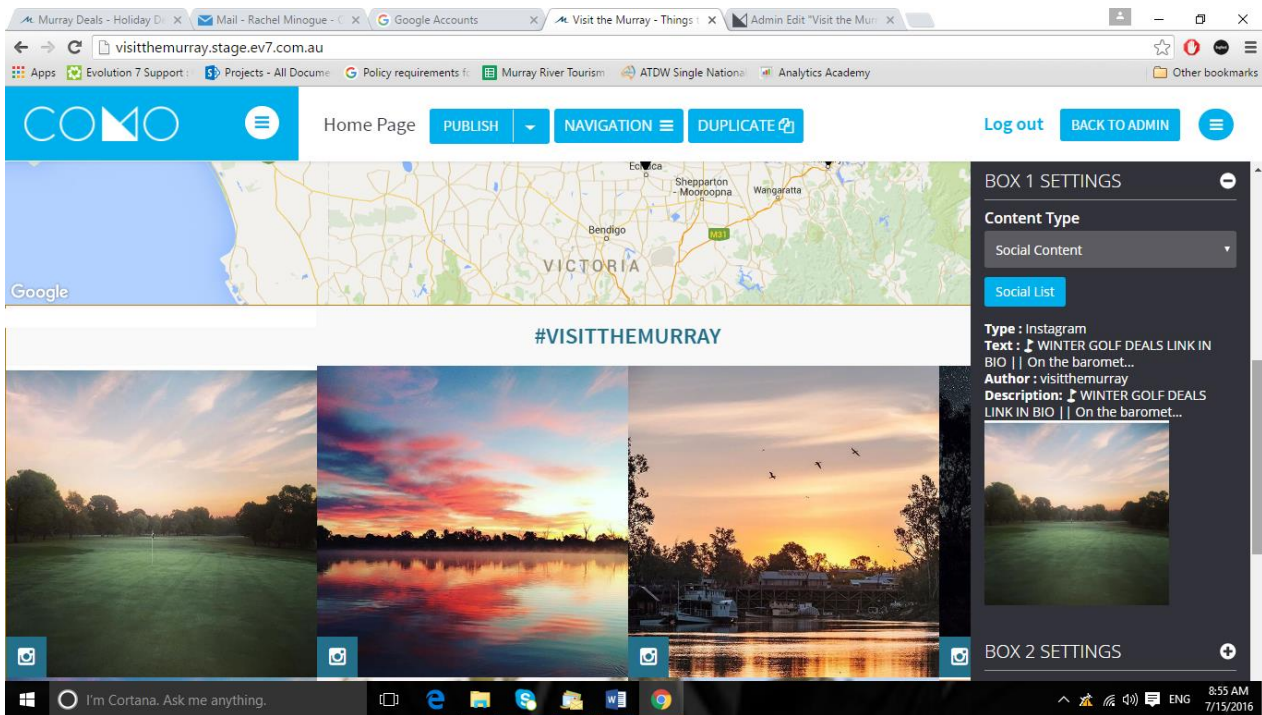 Murray Deals - Holiday D
Mail - Rachel Minogue -
Google Accounts
Visit the Murray - Things t
Admin Edit "Visit the Mur
visitthemurray.stage.ev7.com.au
Apps
Evolution 7 Support :
Projects - All Docume
Policy requirements fo
Murray River Tourism
ATDW Single National
Analytics Academy
Other bookmarks
COMO
Home Page
PUBLISH
NAVIGATION
DUPLICATE
Log out
BACK TO ADMIN
Echuca
Shepparton
- Mooroopna
Wangaratta
Bendigo
M31
VICTORIA
Google
#VISITTHEMURRAY
BOX 1 SETTINGS
Content Type
Social Content
Social List
Type : Instagram
Text : ⛳ WINTER GOLF DEALS LINK IN
BIO || On the baromet...
Author : visitthemurray
Description: ⛳ WINTER GOLF DEALS
LINK IN BIO || On the baromet...
BOX 2 SETTINGS
I'm Cortana. Ask me anything.
ENG
8:55 AM
7/15/2016